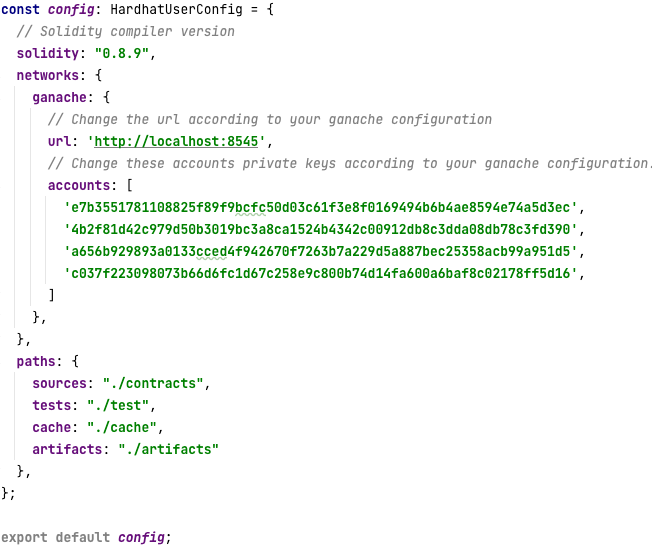 const config: HardhatUserConfig = {
  // Solidity compiler version
  solidity: "0.8.9",
  networks: {
    ganache: {
      // Change the url according to your ganache configuration
      url: 'http://localhost:8545',
      // Change these accounts private keys according to your ganache configuration.
      accounts: [
        'e7b3551781108825f89f9bcfc50d03c61f3e8f0169494b6b4ae8594e74a5d3ec',
        '4b2f81d42c979d50b3019bc3a8ca1524b4342c00912db8c3dda08db78c3fd390',
        'a656b929893a0133cced4f942670f7263b7a229d5a887bec25358acb99a951d5',
        'c037f223098073b66d6fc1d67c258e9c800b74d14fa600a6baf8c02178ff5d16',
      ]
    },
  },
  paths: {
    sources: "./contracts",
    tests: "./test",
    cache: "./cache",
    artifacts: "./artifacts"
  },
};
export default config;